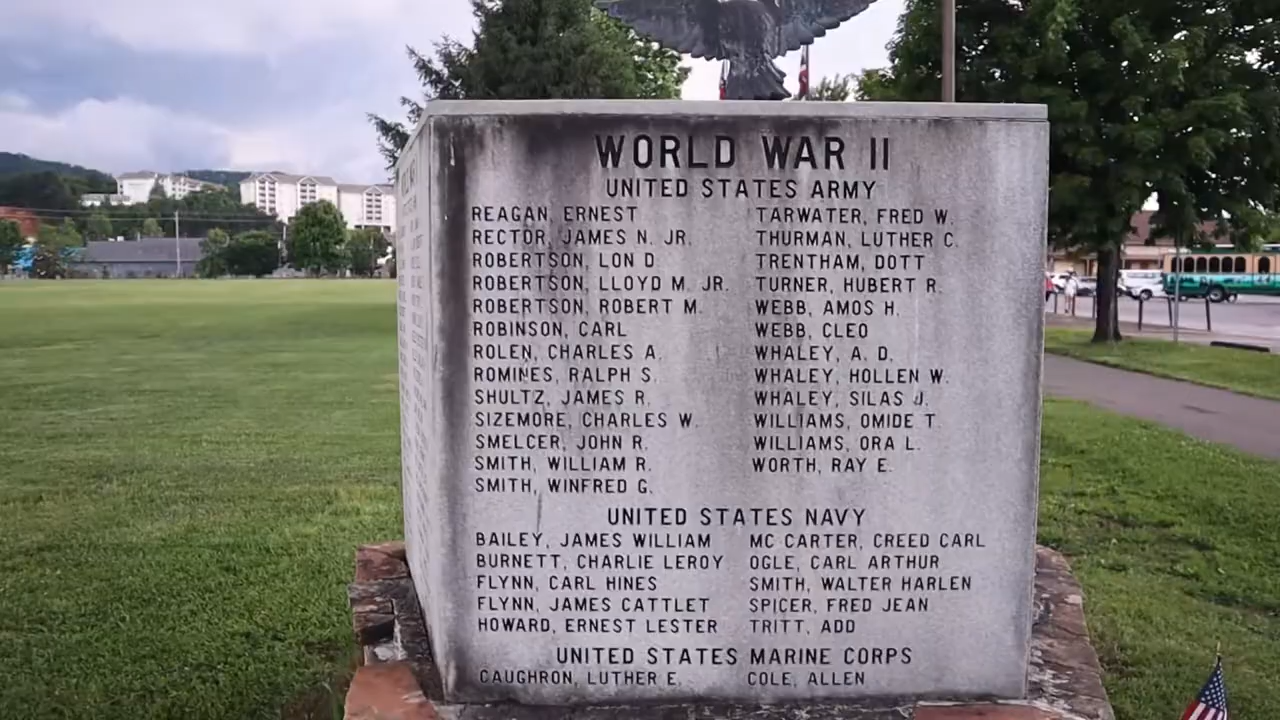 WORLD WAR II
UNITED STATES ARMY
REAGAN, ERNEST
RECTOR, JAMES N. JR.
ROBERTSON, LON D.
ROBERTSON, LLOYD M. JR.
ROBERTSON, ROBERT M.
ROBINSON, CARL
ROLEN, CHARLES A.
ROMINES, RALPH S.
SHULTZ, JAMES R.
SIZEMORE, CHARLES W.
SMELCER, JOHN R.
SMITH, WILLIAM R.
SMITH, WINFRED G.
TARWATER, FRED W.
THURMAN, LUTHER C.
TRENTHAM, DOTT
TURNER, HUBERT R.
WEBB, AMOS H.
WEBB, CLEO
WHALEY, A. D.
WHALEY, HOLLEN W.
WHALEY, SILAS J.
WILLIAMS, OMIDE T.
WILLIAMS, ORA L.
WORTH, RAY E.
UNITED STATES NAVY
BAILEY, JAMES WILLIAM
BURNETT, CHARLIE LEROY
FLYNN, CARL HINES
FLYNN, JAMES CATTLET
HOWARD, ERNEST LESTER
MC CARTER, CREED CARL
OGLE, CARL ARTHUR
SMITH, WALTER HARLEN
SPICER, FRED JEAN
TRITT, ADD
UNITED STATES MARINE CORPS
CAUGHRON, LUTHER E.
COLE, ALLEN